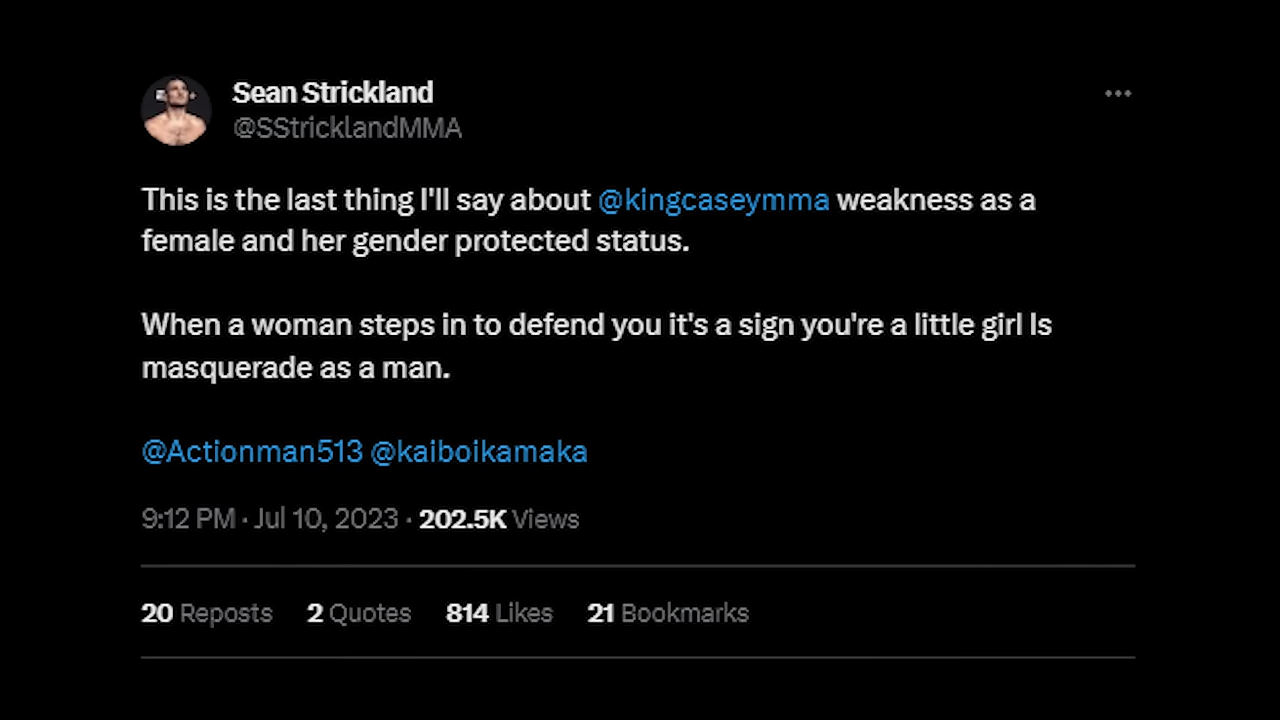 Sean Strickland
@SStricklandMMA
This is the last thing I'll say about @kingcaseymma weakness as a
female and her gender protected status.
When a woman steps in to defend you it's a sign you're a little girl Is
masquerade as a man.
@Actionman513 @kaiboikamaka
9:12 PM · Jul 10, 2023 · 202.5K Views
20 Reposts 2 Quotes 814 Likes 21 Bookmarks